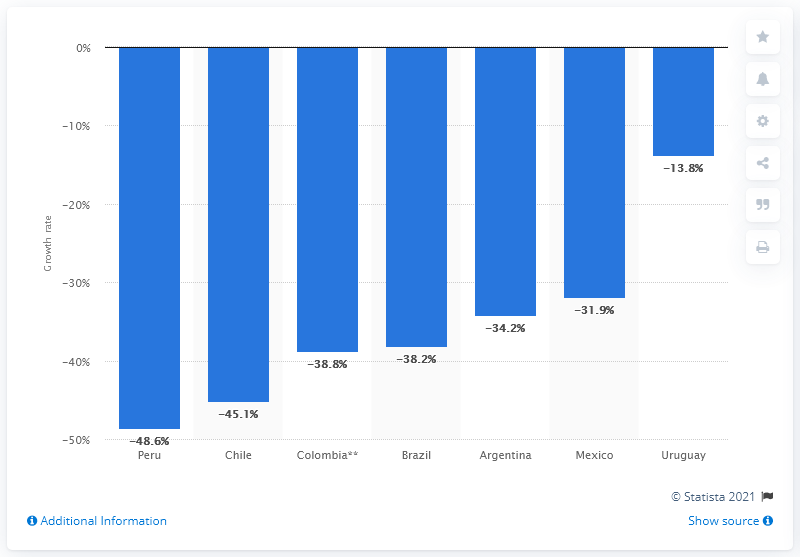 0%
−10%
−20%
−30%
−40%
−50%
Growth rate
−48.6%
−45.1%
−38.8%
−38.2%
−34.2%
−31.9%
−13.8%
Peru Chile Colombia** Brazil Argentina Mexico Uruguay
© Statista 2021
Additional Information
Show source